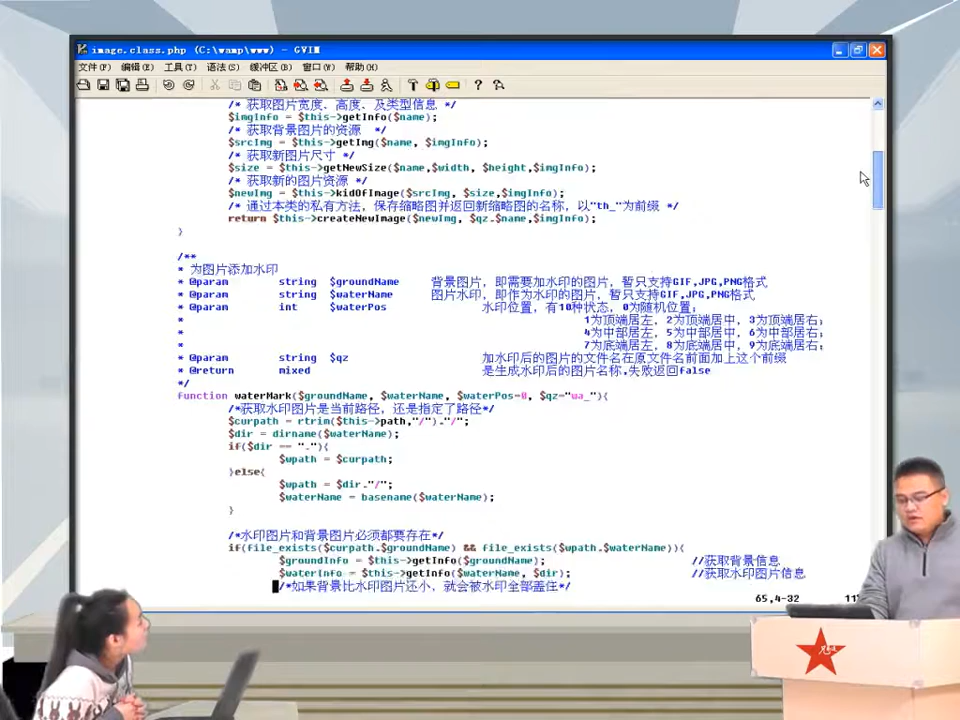 image.class.php (C:\wamp\www) - GVIM
文件(F) 编辑(E) 工具(T) 语法(S) 缓冲区(B) 窗口(W) 帮助(H)
/* 获取图片宽度、高度、及类型信息 */
$imgInfo = $this->getInfo($name);
/* 获取背景图片的资源 */
$srcImg = $this->getImg($name, $imgInfo);
/* 获取新图片尺寸 */
$size = $this->getNewSize($name,$width, $height,$imgInfo);
/* 获取新的图片资源 */
$newImg = $this->kidOfImage($srcImg, $size,$imgInfo);
/* 通过本类的私有方法，保存缩略图并返回新缩略图的名称，以"th_"为前缀 */
return $this->createNewImage($newImg, $qz.$name,$imgInfo);
}
/**
* 为图片添加水印
* @param string $groundName 背景图片，即需要加水印的图片，暂只支持GIF,JPG,PNG格式
* @param string $waterName 图片水印，即作为水印的图片，暂只支持GIF,JPG,PNG格式
* @param int $waterPos 水印位置，有10种状态，0为随机位置；
* 1为顶端居左，2为顶端居中，3为顶端居右；
* 4为中部居左，5为中部居中，6为中部居右；
* 7为底端居左，8为底端居中，9为底端居右；
* @param string $qz 加水印后的图片的文件名在原文件名前面加上这个前缀
* @return mixed 是生成水印后的图片名称,失败返回false
*/
function waterMark($groundName, $waterName, $waterPos=0, $qz="wa_"){
/*获取水印图片是当前路径，还是指定了路径*/
$curpath = rtrim($this->path,"/")."/";
$dir = dirname($waterName);
if($dir == "."){
$wpath = $curpath;
}else{
$wpath = $dir."/";
$waterName = basename($waterName);
}
/*水印图片和背景图片必须都要存在*/
if(file_exists($curpath.$groundName) && file_exists($wpath.$waterName)){
$groundInfo = $this->getInfo($groundName); //获取背景信息
$waterInfo = $this->getInfo($waterName, $dir); //获取水印图片信息
/*如果背景比水印图片还小，就会被水印全部盖住*/
65,4-32